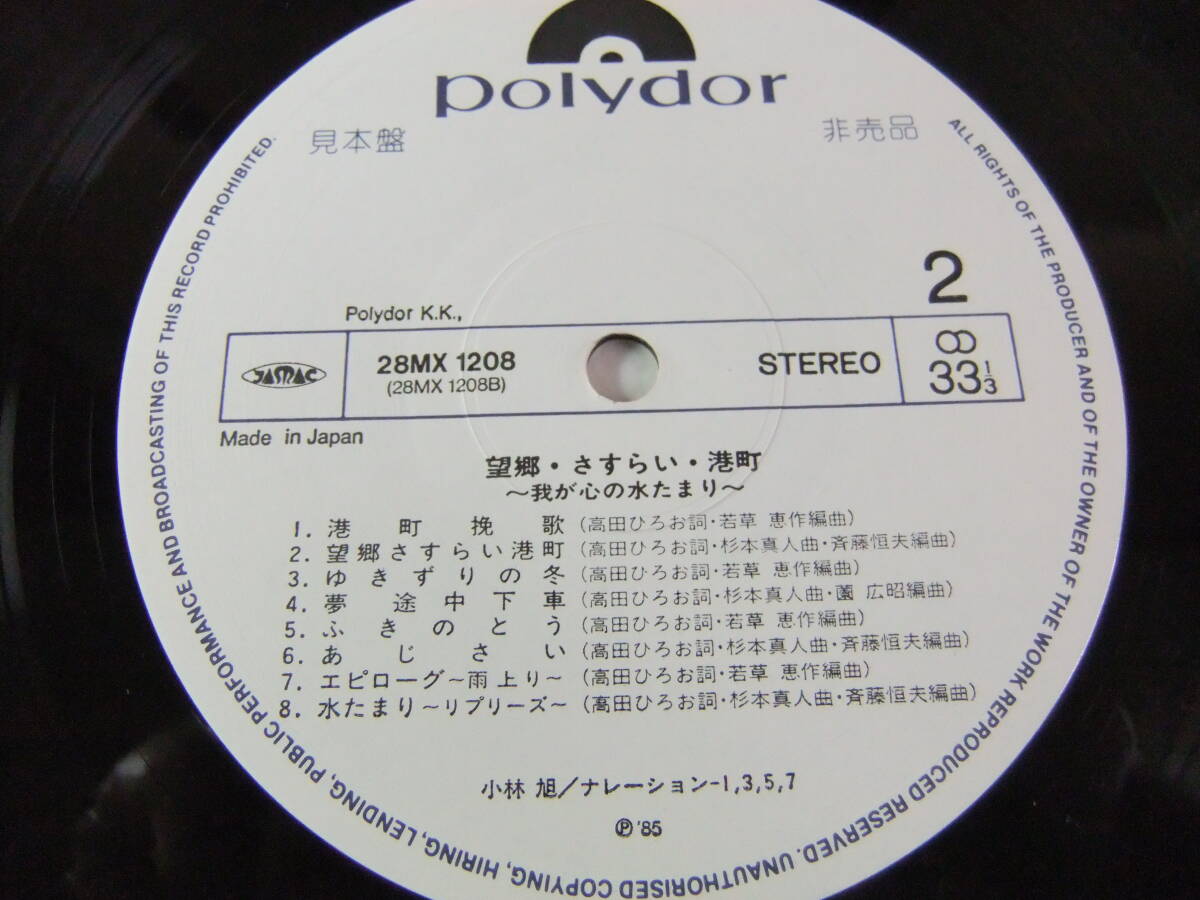 polydor
見本盤
非売品
2
Polydor K.K.,
JASRAC
28MX 1208
(28MX 1208B)
STEREO
33 1/3
Made in Japan
望郷・さすらい・港町
～我が心の水たまり～
1. 港町挽歌 (高田ひろお詞・若草 恵作編曲)
2. 望郷さすらい港町 (高田ひろお詞・杉本真人曲・斉藤恒夫編曲)
3. ゆきずりの冬 (高田ひろお詞・若草 恵作編曲)
4. 夢途中下車 (高田ひろお詞・杉本真人曲・薗 広昭編曲)
5. ふきのとう (高田ひろお詞・若草 恵作編曲)
6. あじさい (高田ひろお詞・杉本真人曲・斉藤恒夫編曲)
7. エピローグ～雨上り～ (高田ひろお詞・若草 恵作編曲)
8. 水たまり～リプリーズ～ (高田ひろお詞・杉本真人曲・斉藤恒夫編曲)
小林 旭／ナレーション-1,3,5,7
℗ '85
ALL RIGHTS OF THE PRODUCER AND OF THE OWNER OF THE WORK REPRODUCED RESERVED. UNAUTHORISED COPYING, HIRING, LENDING, PUBLIC PERFORMANCE AND BROADCASTING OF THIS RECORD PROHIBITED.